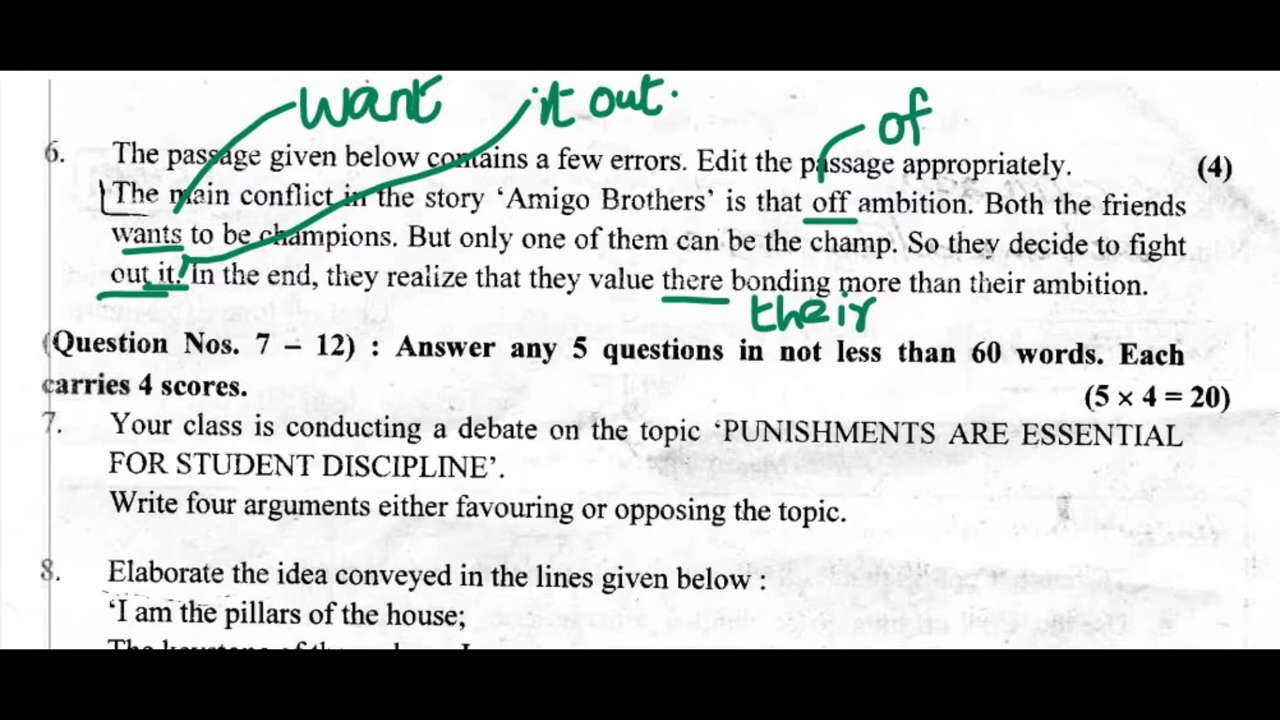 want it out.
of
6. The passage given below contains a few errors. Edit the passage appropriately. (4)
The main conflict in the story ‘Amigo Brothers’ is that off ambition. Both the friends
wants to be champions. But only one of them can be the champ. So they decide to fight
out it. In the end, they realize that they value there bonding more than their ambition.
their
(Question Nos. 7 – 12) : Answer any 5 questions in not less than 60 words. Each
carries 4 scores. (5 × 4 = 20)
7. Your class is conducting a debate on the topic ‘PUNISHMENTS ARE ESSENTIAL
FOR STUDENT DISCIPLINE’.
Write four arguments either favouring or opposing the topic.
8. Elaborate the idea conveyed in the lines given below :
‘I am the pillars of the house;